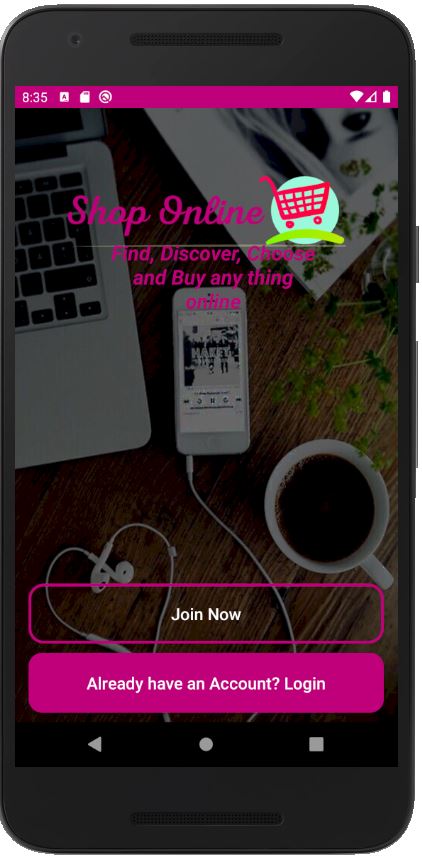 8:35
Shop Online
Find, Discover, Choose
and Buy any thing
online
MAKEY
Join Now
Already have an Account? Login